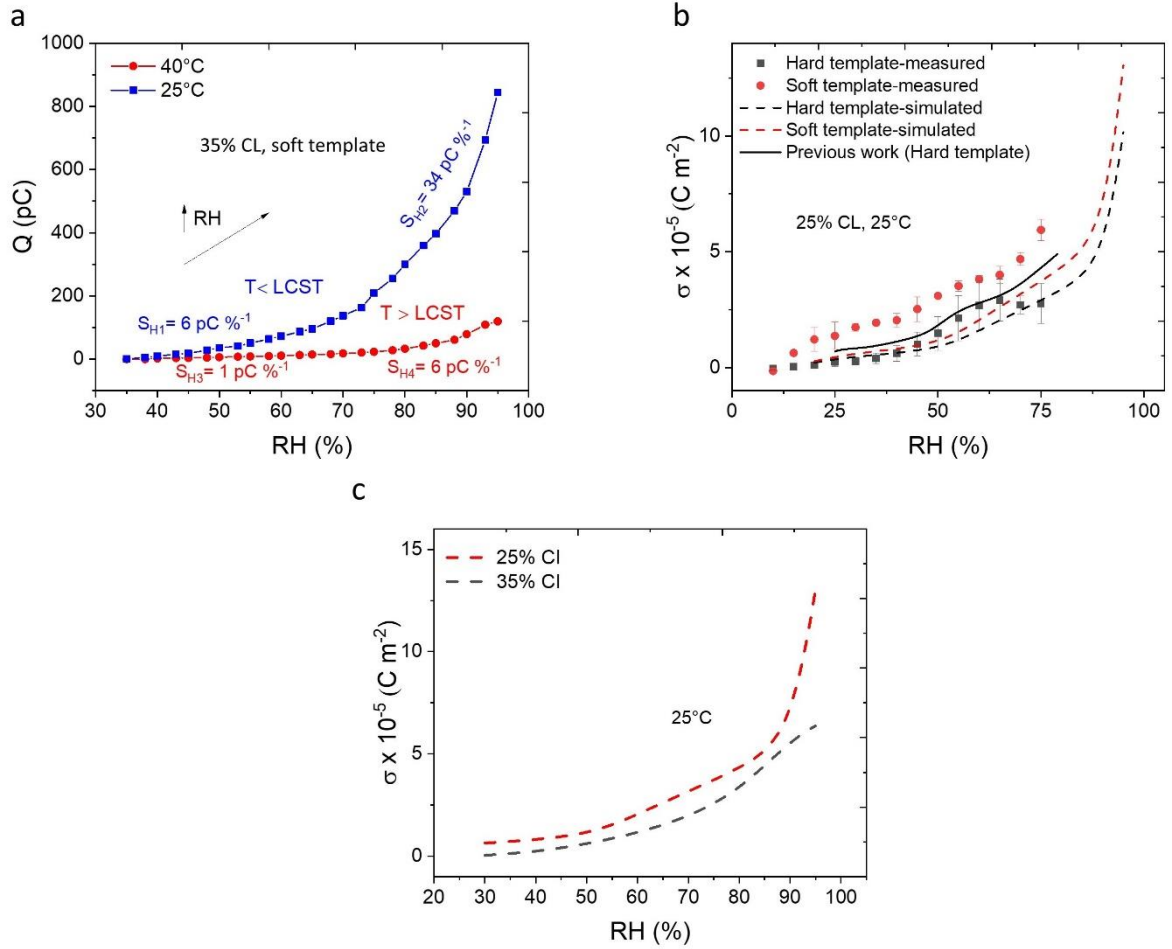 a
1000
800
600
400
200
0
Q (pC)
40°C
25°C
35% CL, soft template
RH
S_H2= 34 pC %⁻¹
T< LCST
T > LCST
S_H1= 6 pC %⁻¹
S_H3= 1 pC %⁻¹
S_H4= 6 pC %⁻¹
30 40 50 60 70 80 90 100
RH (%)
b
10
5
0
σ x 10⁻⁵ (C m⁻²)
Hard template-measured
Soft template-measured
Hard template-simulated
Soft template-simulated
Previous work (Hard template)
25% CL, 25°C
0 25 50 75 100
RH (%)
c
15
10
5
0
σ x 10⁻⁵ (C m⁻²)
25% Cl
35% Cl
25°C
20 30 40 50 60 70 80 90 100
RH (%)